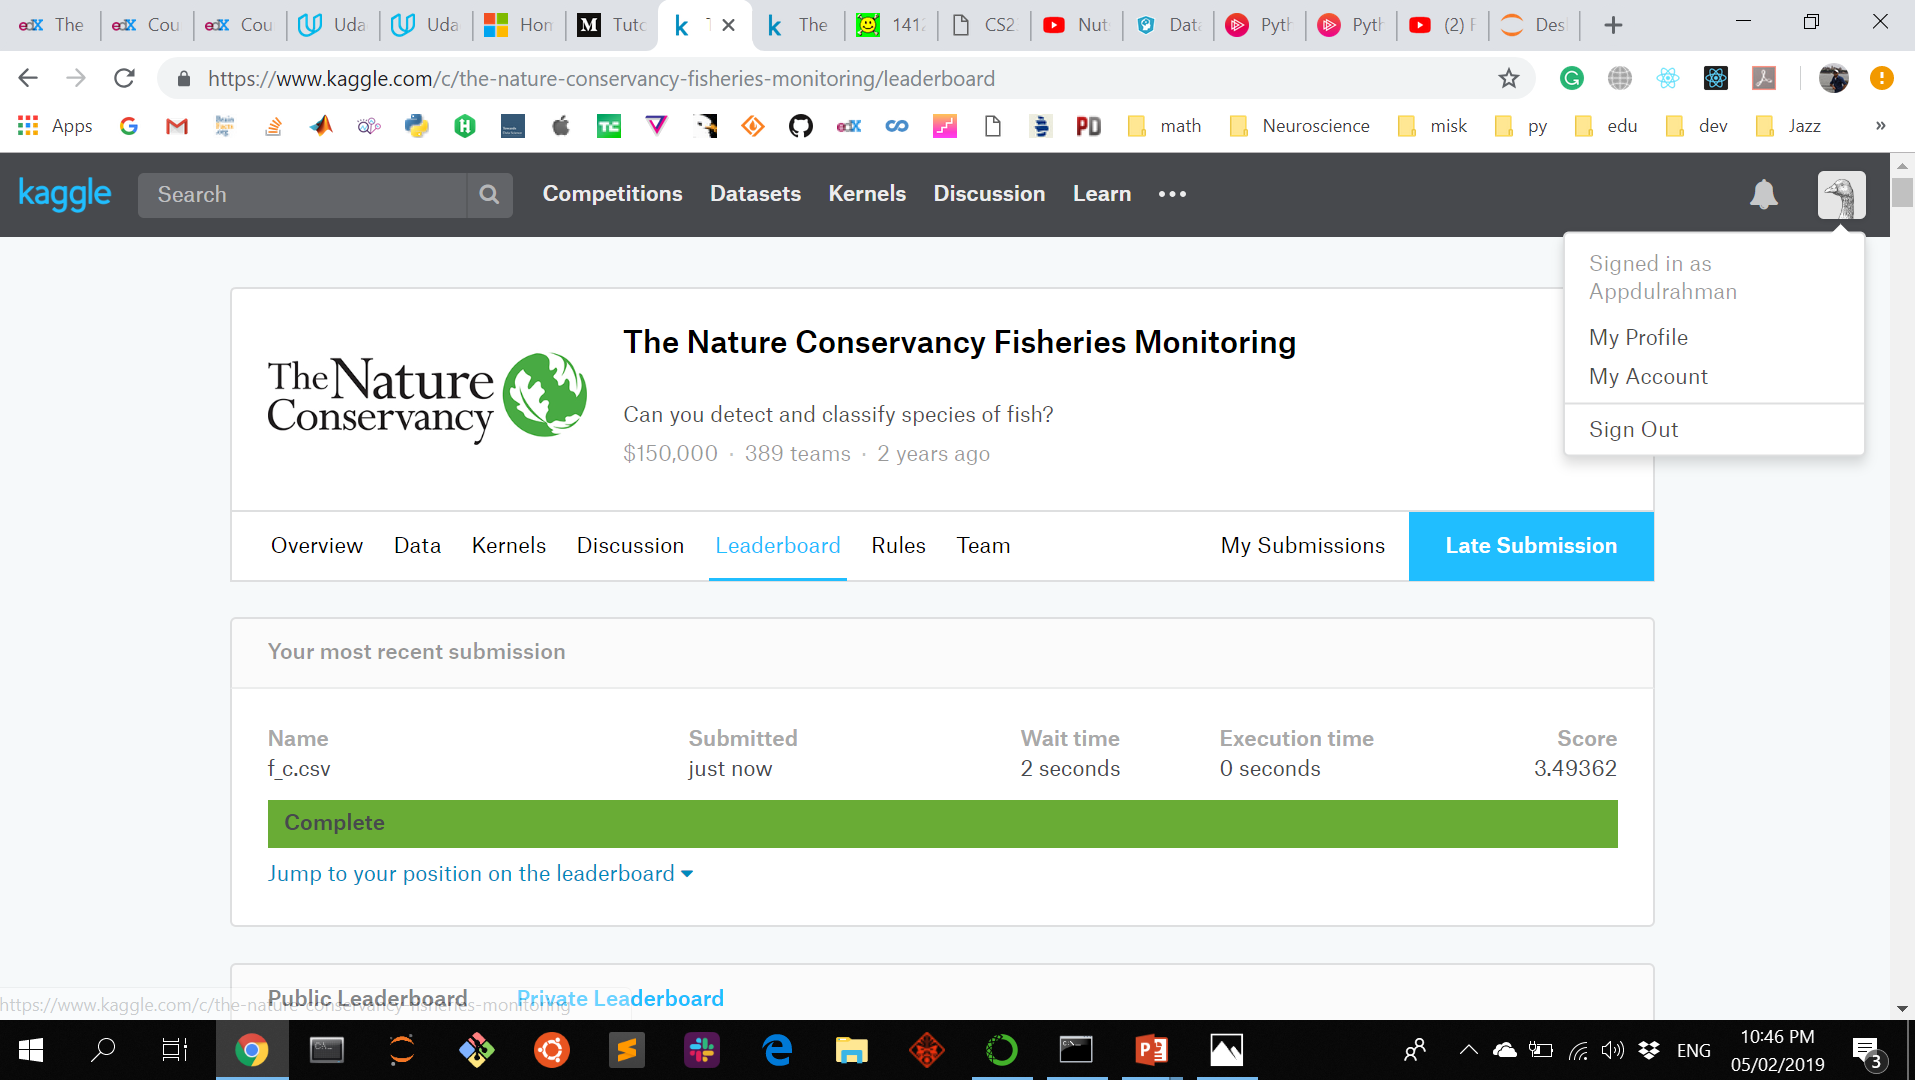 edX The
edX Cou
edX Cou
Uda
Uda
Hom
M Tuto
k T
k The
141
CS2
Nut
Data
Pyth
Pyth
(2) F
Des
https://www.kaggle.com/c/the-nature-conservancy-fisheries-monitoring/leaderboard
Apps
math
Neuroscience
misk
py
edu
dev
Jazz
»
kaggle
Search
Competitions
Datasets
Kernels
Discussion
Learn
Signed in as
Appdulrahman
My Profile
My Account
Sign Out
The Nature
Conservancy
The Nature Conservancy Fisheries Monitoring
Can you detect and classify species of fish?
$150,000 · 389 teams · 2 years ago
Overview
Data
Kernels
Discussion
Leaderboard
Rules
Team
My Submissions
Late Submission
Your most recent submission
Name
Submitted
Wait time
Execution time
Score
f_c.csv
just now
2 seconds
0 seconds
3.49362
Complete
Jump to your position on the leaderboard
Public Leaderboard
Private Leaderboard
https://www.kaggle.com/c/the-nature-conservancy-fisheries-monitoring
ENG
10:46 PM
05/02/2019
3